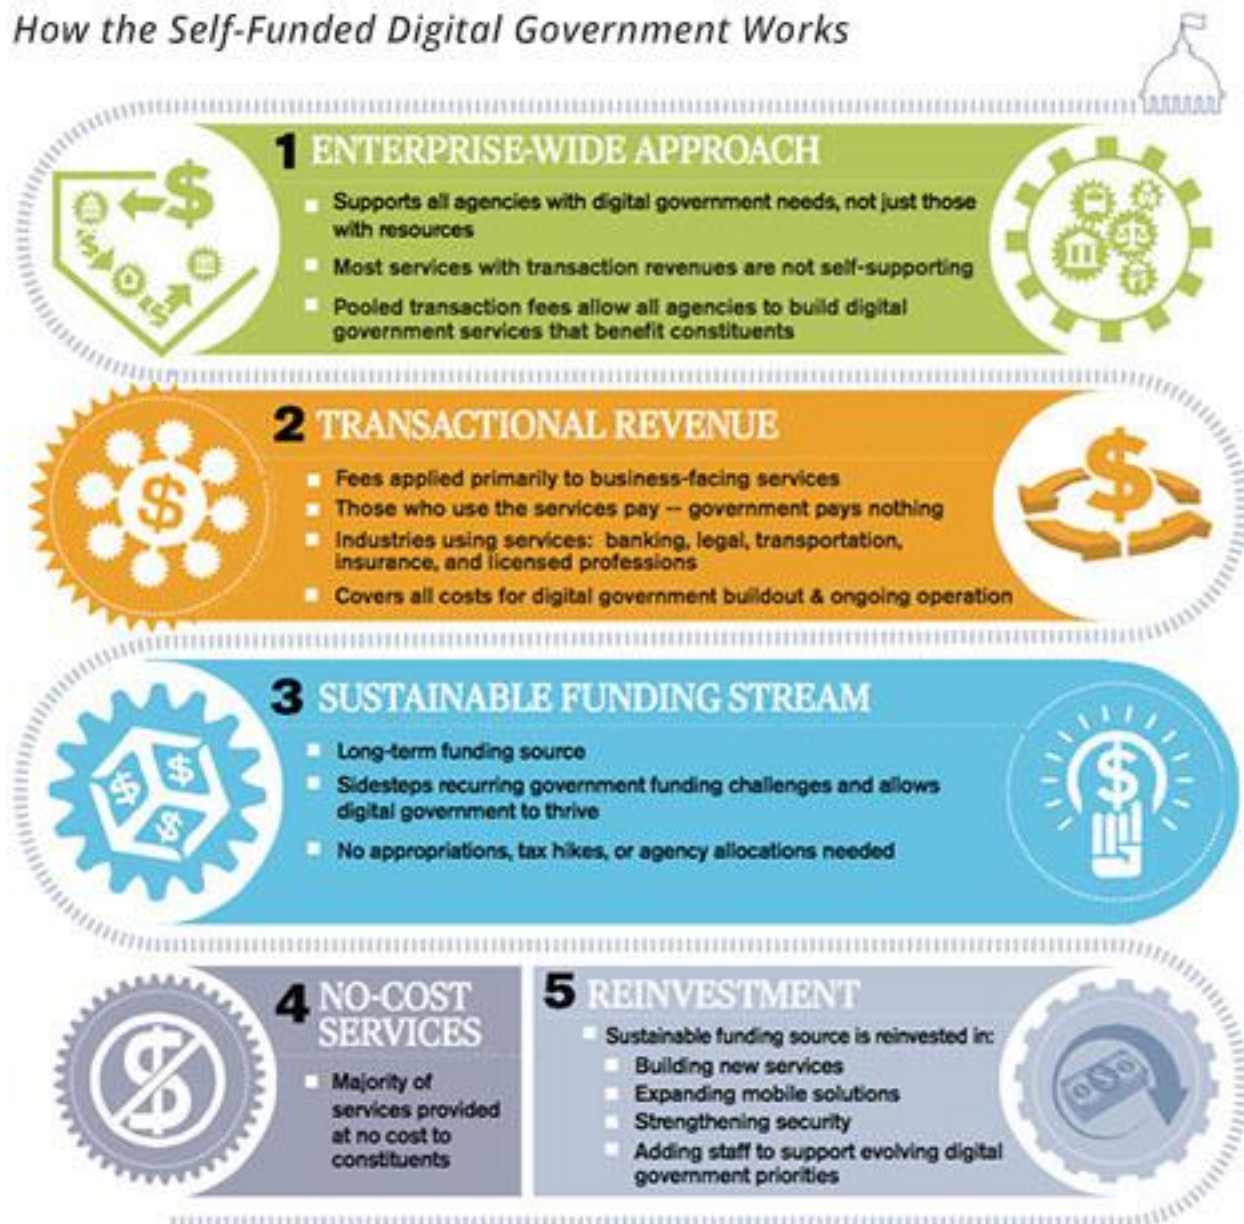 How the Self-Funded Digital Government Works
1 ENTERPRISE-WIDE APPROACH
Supports all agencies with digital government needs, not just those
with resources
Most services with transaction revenues are not self-supporting
Pooled transaction fees allow all agencies to build digital
government services that benefit constituents
2 TRANSACTIONAL REVENUE
Fees applied primarily to business-facing services
Those who use the services pay -- government pays nothing
Industries using services: banking, legal, transportation,
insurance, and licensed professions
Covers all costs for digital government buildout & ongoing operation
3 SUSTAINABLE FUNDING STREAM
Long-term funding source
Sidesteps recurring government funding challenges and allows
digital government to thrive
No appropriations, tax hikes, or agency allocations needed
4 NO-COST
SERVICES
Majority of
services provided
at no cost to
constituents
5 REINVESTMENT
Sustainable funding source is reinvested in:
Building new services
Expanding mobile solutions
Strengthening security
Adding staff to support evolving digital
government priorities